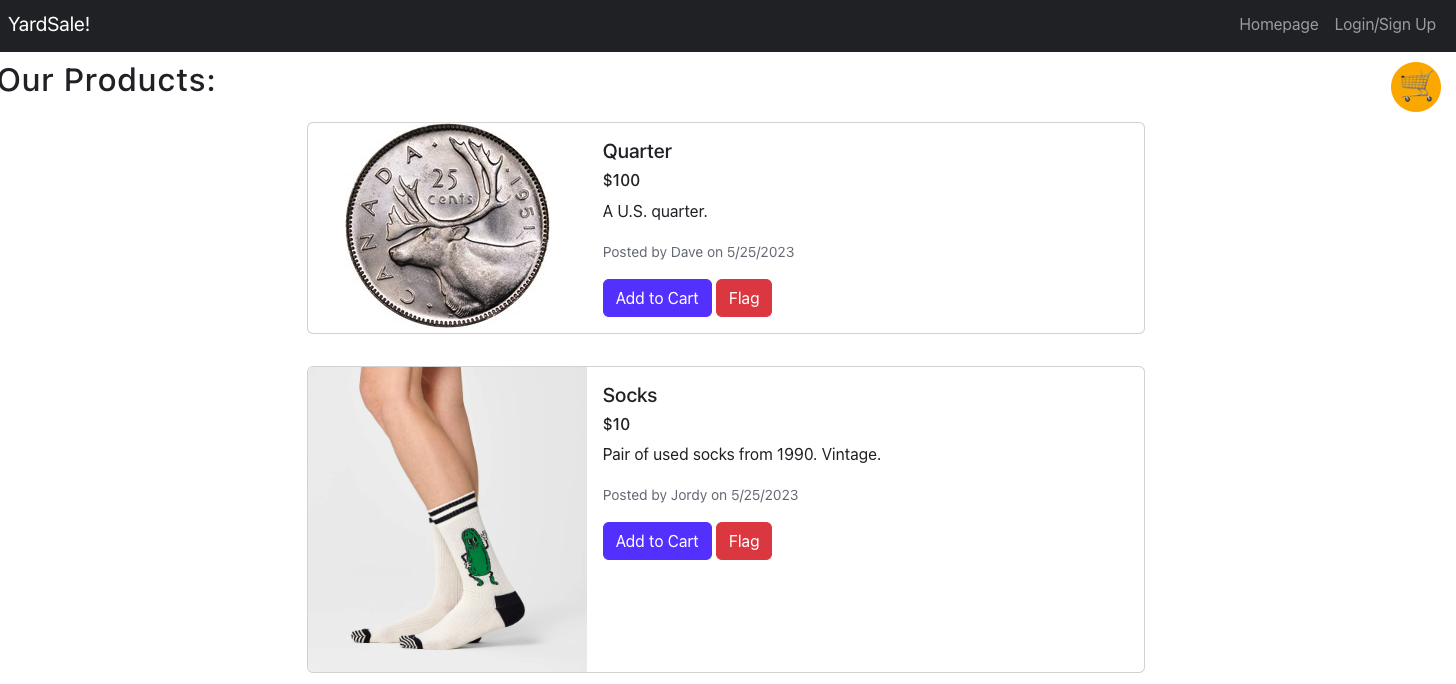 YardSale!
Homepage Login/Sign Up
Our Products:
CANADA · 1951 ·
25
cents
Quarter
$100
A U.S. quarter.
Posted by Dave on 5/25/2023
Add to Cart Flag
Socks
$10
Pair of used socks from 1990. Vintage.
Posted by Jordy on 5/25/2023
Add to Cart Flag